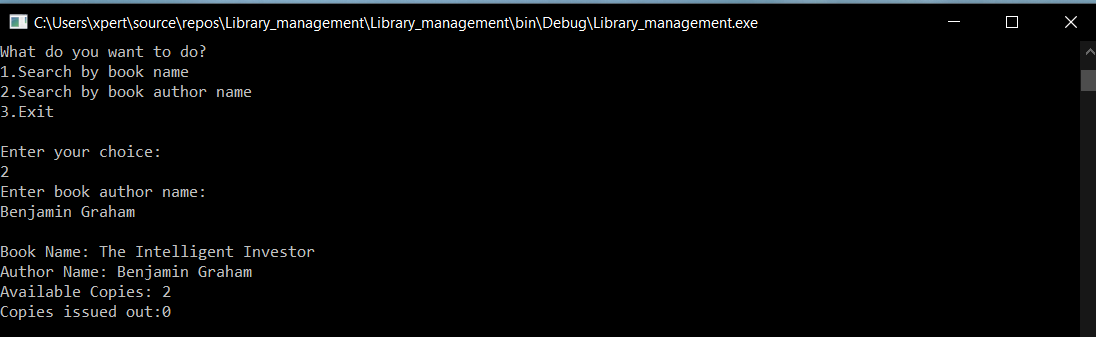 C:\Users\xpert\source\repos\Library_management\Library_management\bin\Debug\Library_management.exe
What do you want to do?
1.Search by book name
2.Search by book author name
3.Exit
Enter your choice:
2
Enter book author name:
Benjamin Graham
Book Name: The Intelligent Investor
Author Name: Benjamin Graham
Available Copies: 2
Copies issued out:0